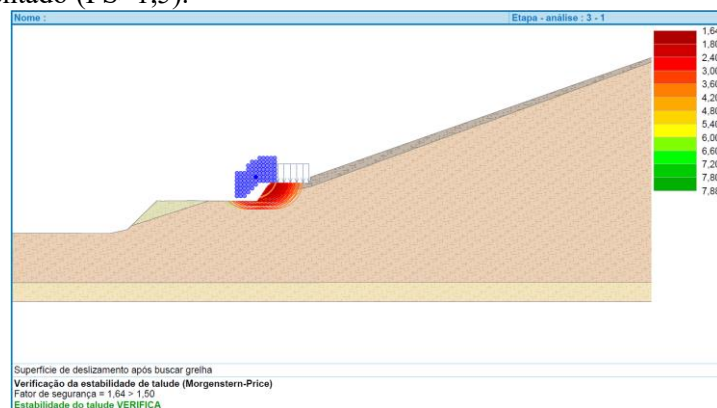 Nome :
Etapa - análise : 3 - 1
1,64
1,80
2,40
3,00
3,60
4,20
4,80
5,40
6,00
6,60
7,20
7,80
7,88
Superfície de deslizamento após buscar grelha
Verificação da estabilidade de talude (Morgenstern-Price)
Fator de segurança = 1,64 > 1,50
Estabilidade do talude VERIFICA